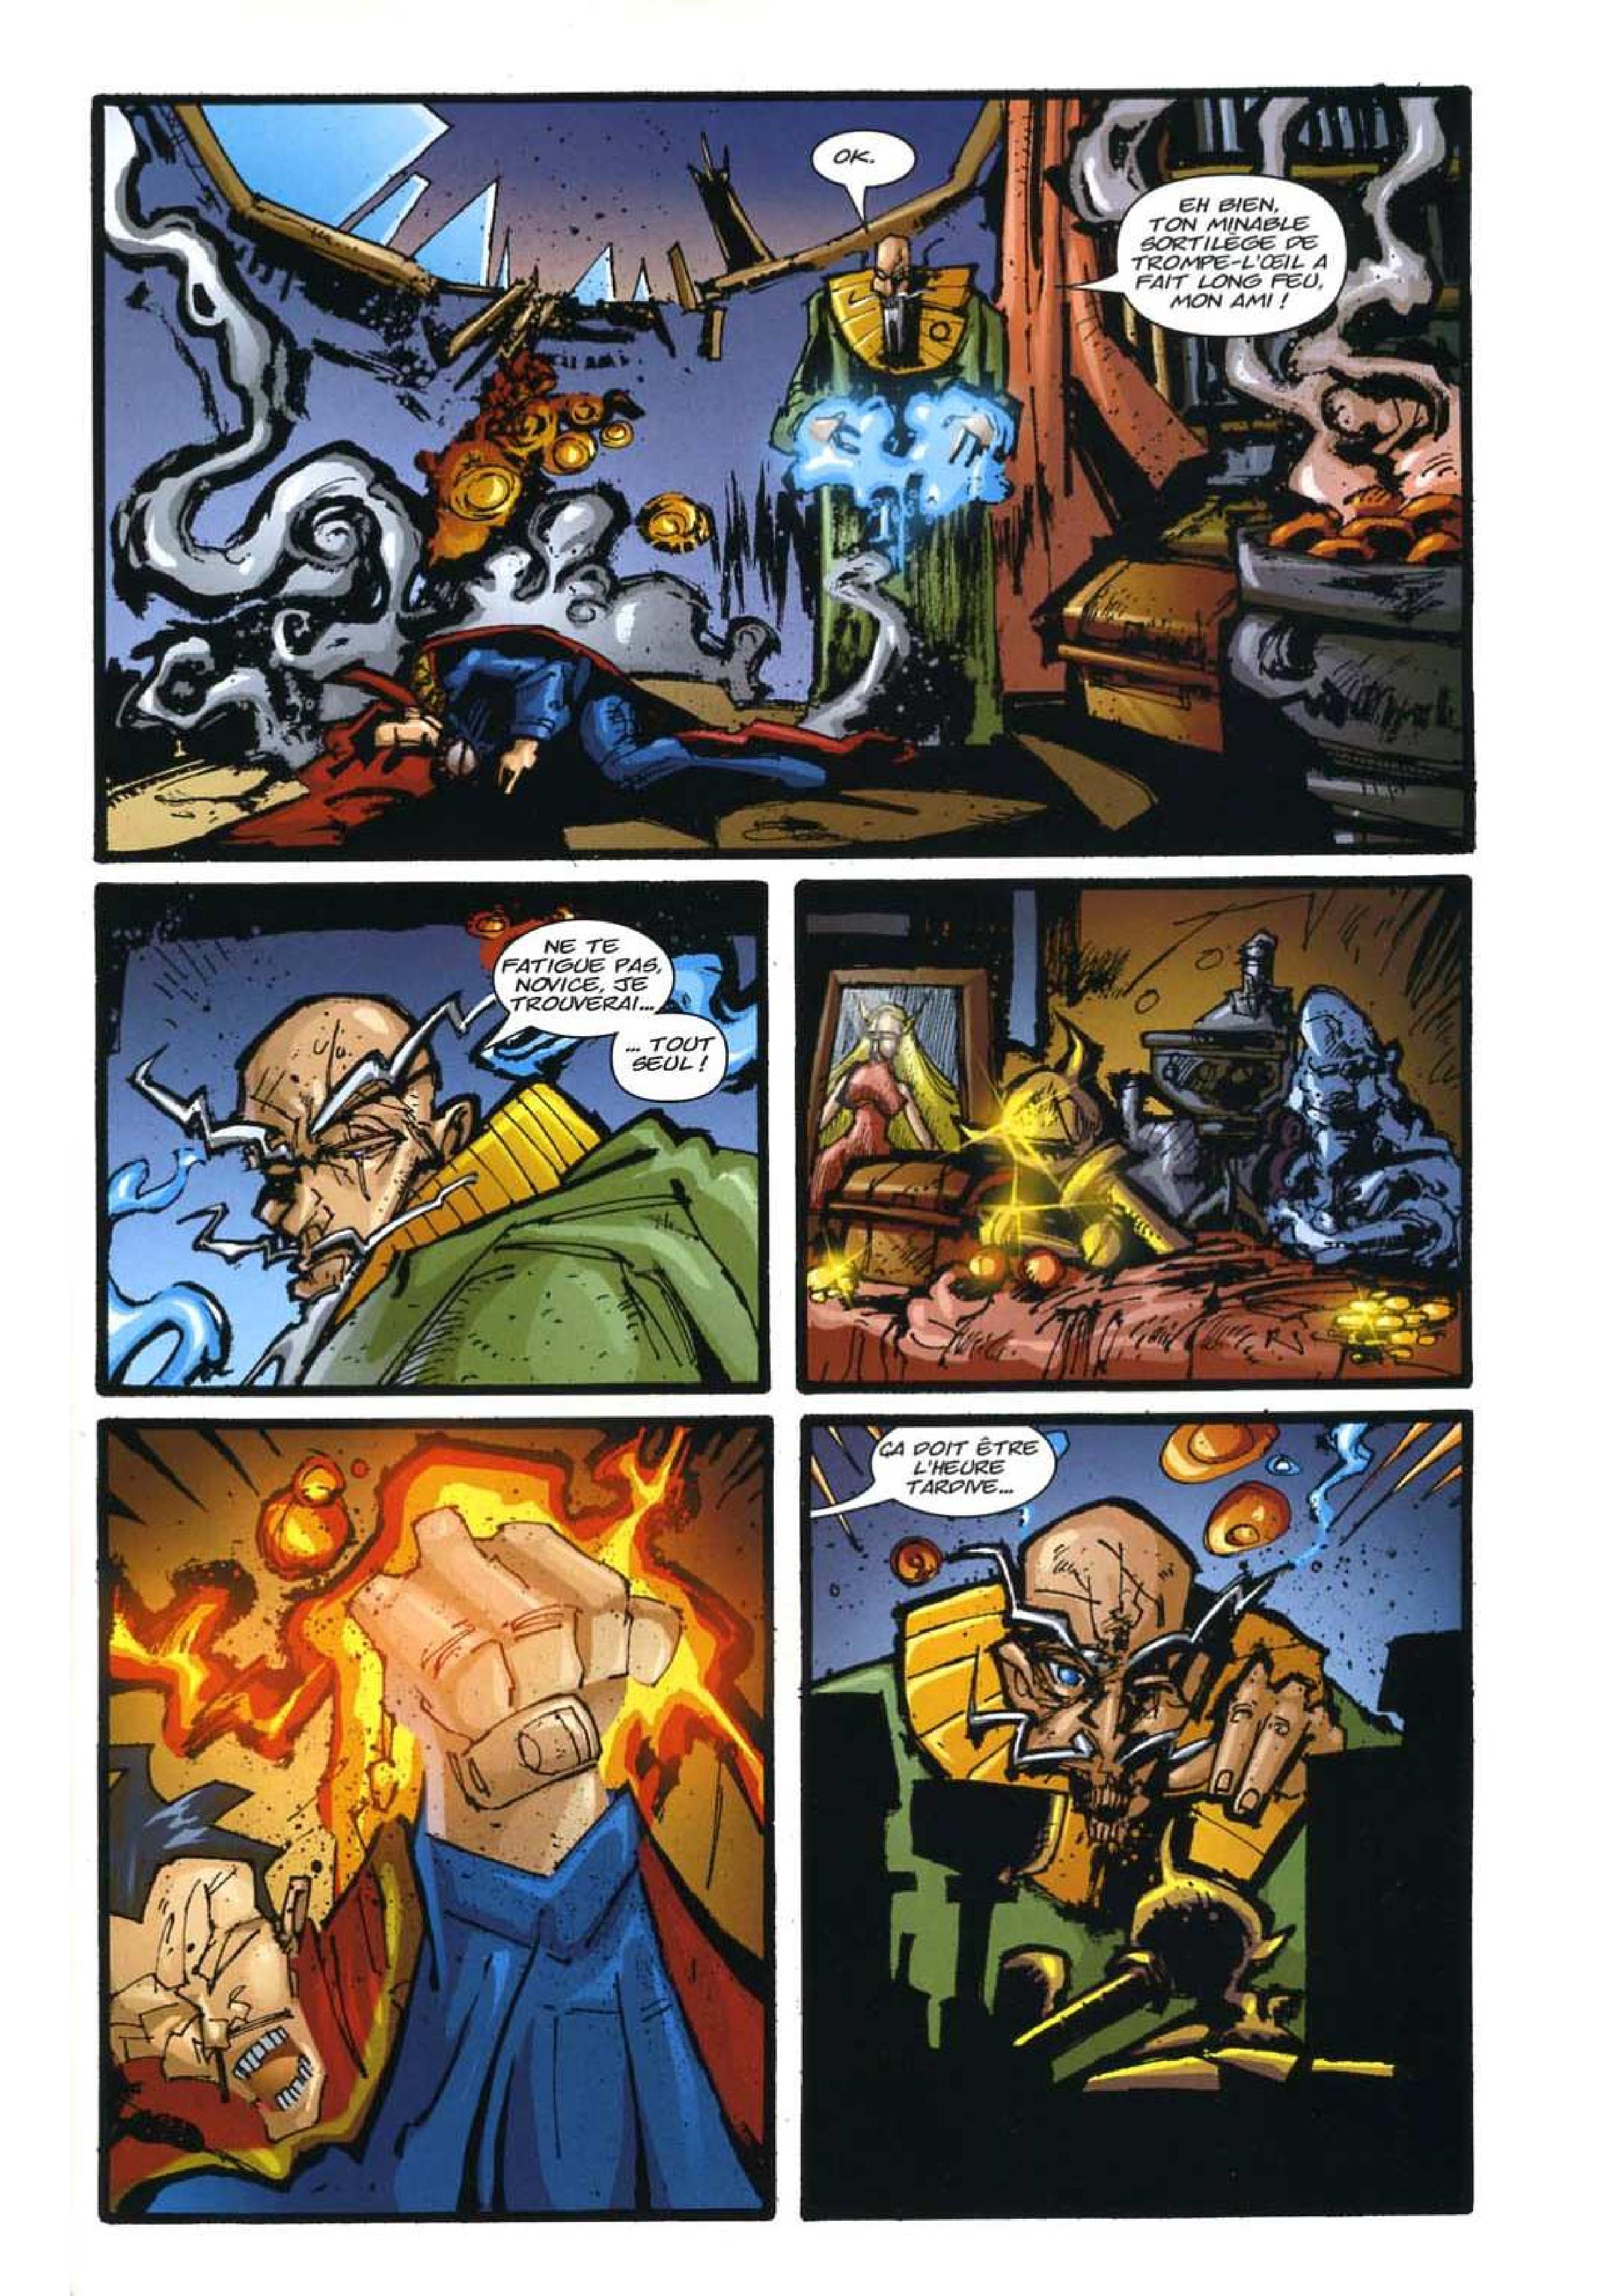 OK.
EH BIEN,
TON MINABLE
SORTILÈGE DE
TROMPE-L'ŒIL A
FAIT LONG FEU,
MON AMI !
NE TE
FATIGUE PAS,
NOVICE, JE
TROUVERAI...
... TOUT
SEUL !
ÇA DOIT ÊTRE
L'HEURE
TARDIVE...